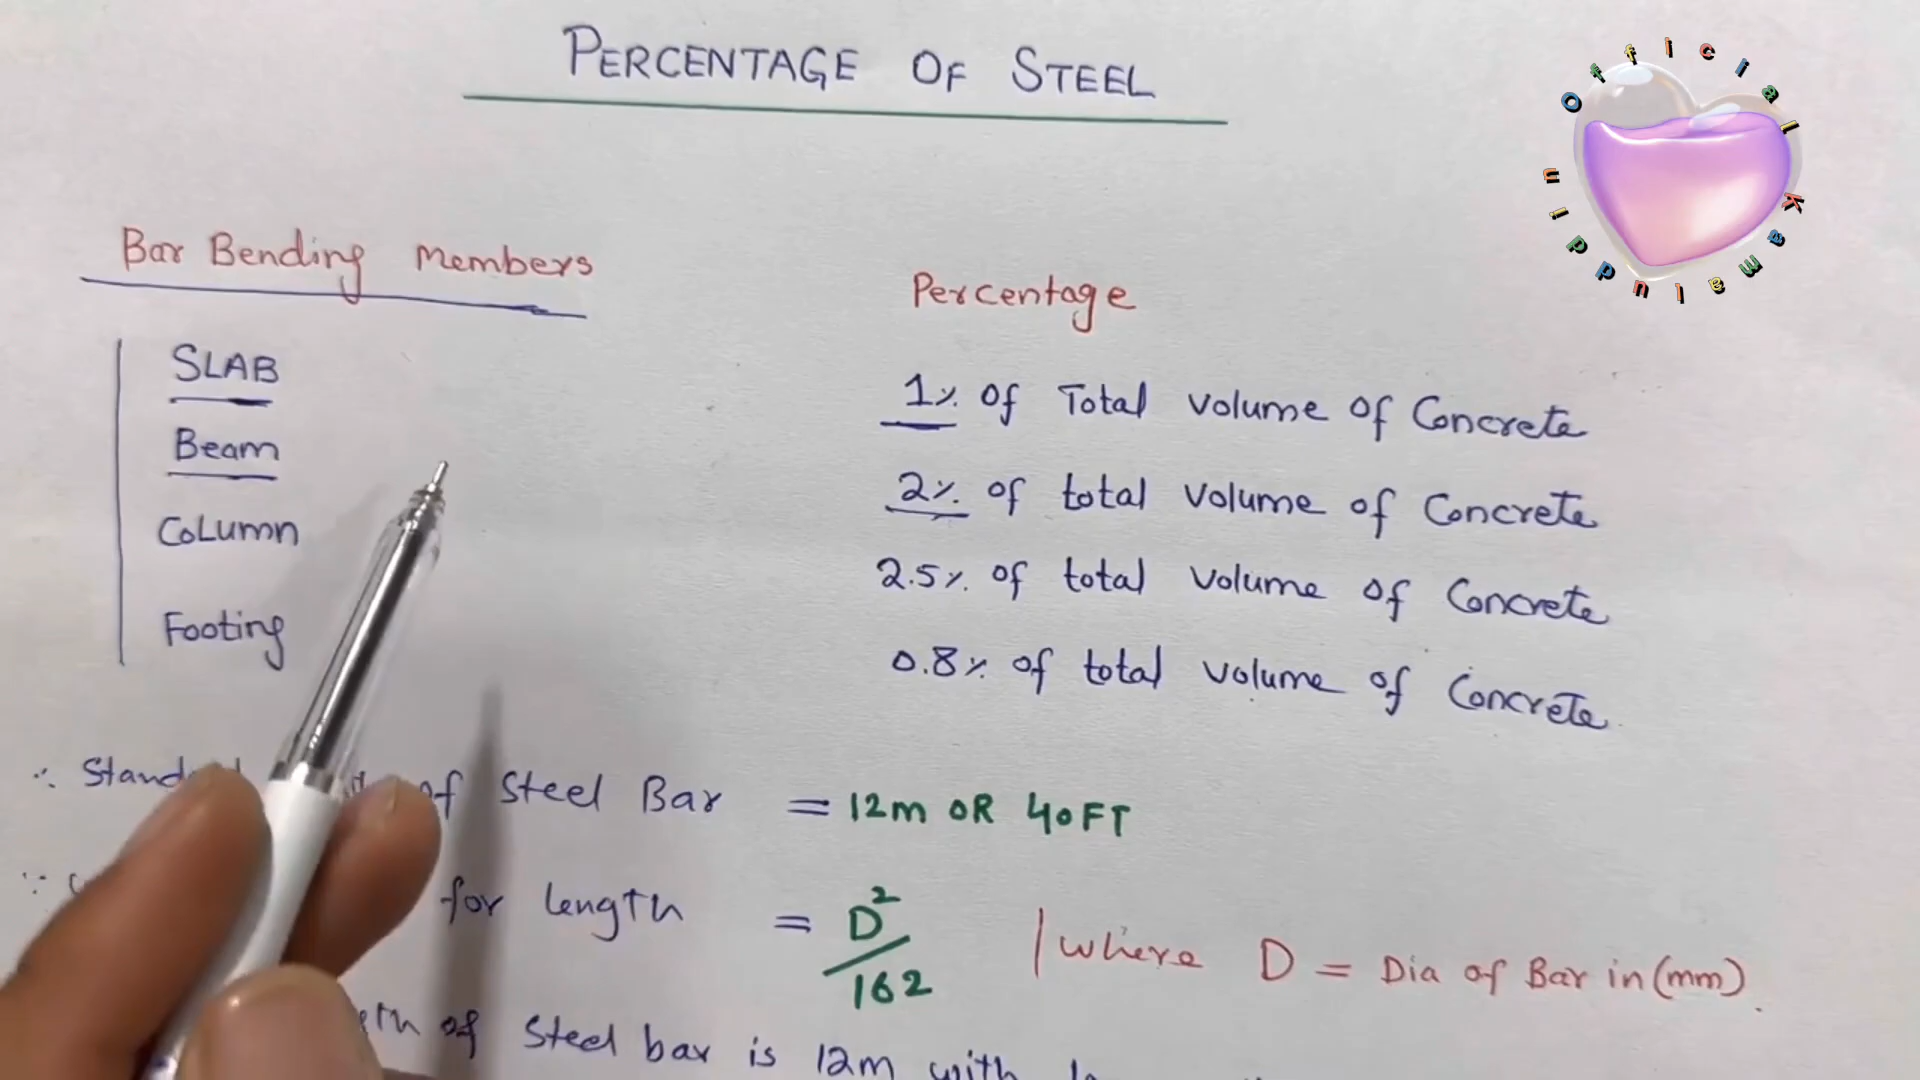 PERCENTAGE OF STEEL
Official Kamaluddin
Bar Bending Members
Percentage
SLAB
1% Of Total Volume Of Concrete
Beam
2% of total Volume of Concrete
CoLumn
2.5% of total Volume of Concrete
Footing
0.8% of total Volume of Concrete
∴ of Steel Bar = 12m OR 40FT
∵ for length = D²/162 | where D = Dia of Bar in (mm).
of Steel bar is 12m with